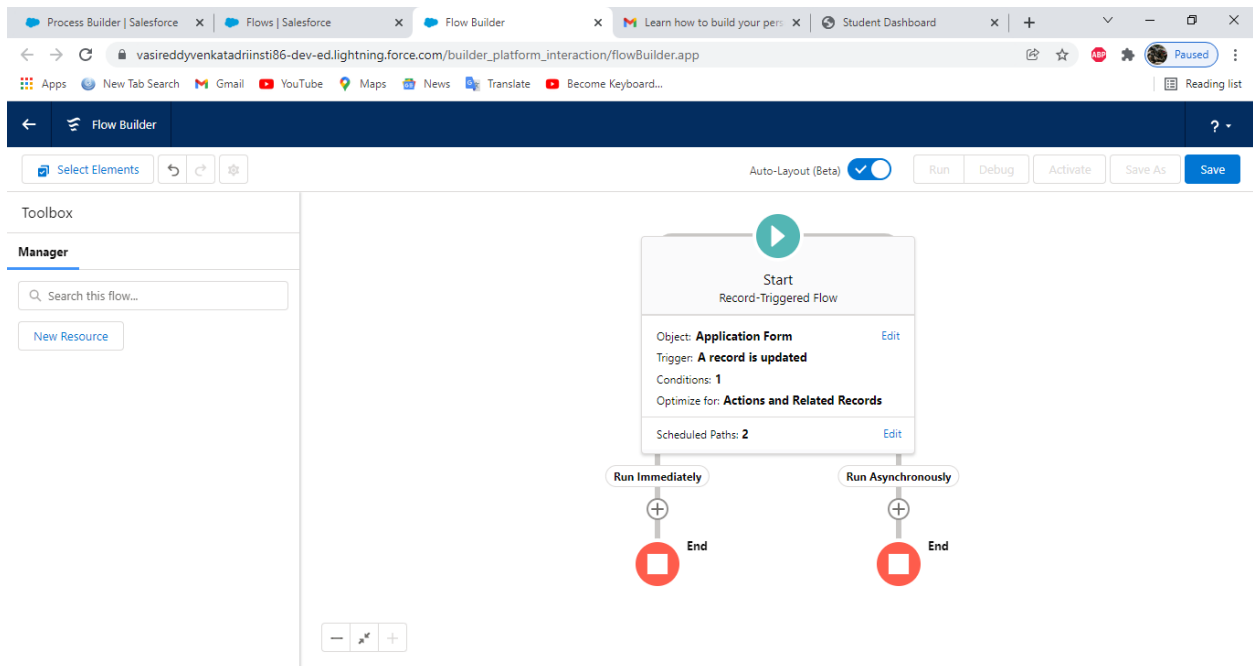 Process Builder | Salesforce
Flows | Salesforce
Flow Builder
Learn how to build your pers
Student Dashboard
vasireddyvenkatadriinsti86-dev-ed.lightning.force.com/builder_platform_interaction/flowBuilder.app
ABP
Paused
Apps
New Tab Search
Gmail
YouTube
Maps
News
Translate
Become Keyboard...
Reading list
Flow Builder
?
Select Elements
Auto-Layout (Beta)
Run
Debug
Activate
Save As
Save
Toolbox
Manager
Search this flow...
New Resource
Start
Record-Triggered Flow
Object: Application Form Edit
Trigger: A record is updated
Conditions: 1
Optimize for: Actions and Related Records
Scheduled Paths: 2 Edit
Run Immediately
Run Asynchronously
End
End